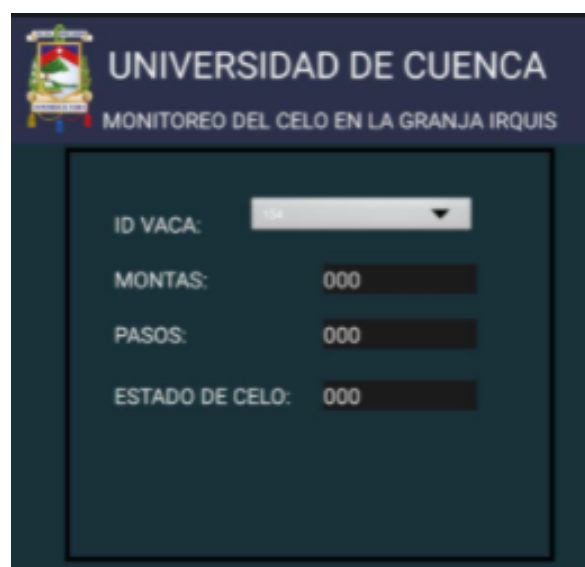 UNIVERSIDAD DE CUENCA
MONITOREO DEL CELO EN LA GRANJA IRQUIS
ID VACA: 154
MONTAS: 000
PASOS: 000
ESTADO DE CELO: 000